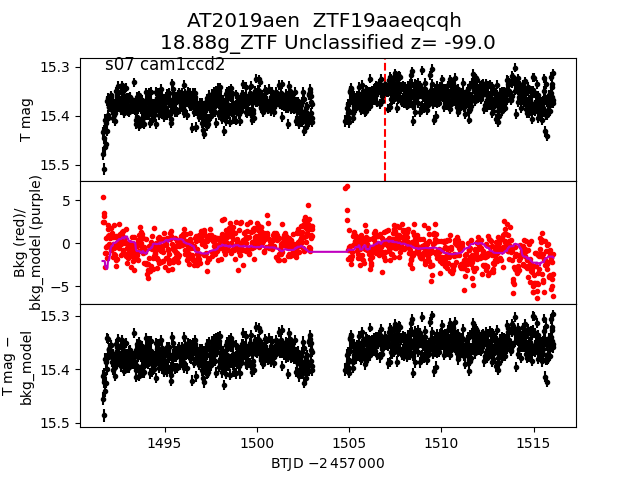 AT2019aen  ZTF19aaeqcqh
18.88g_ZTF Unclassified z= -99.0
s07 cam1ccd2
15.3
15.4
15.5
T mag
5
0
−5
Bkg (red)/
bkg_model (purple)
15.3
15.4
15.5
T mag −
bkg_model
1495
1500
1505
1510
1515
BTJD −2 457 000